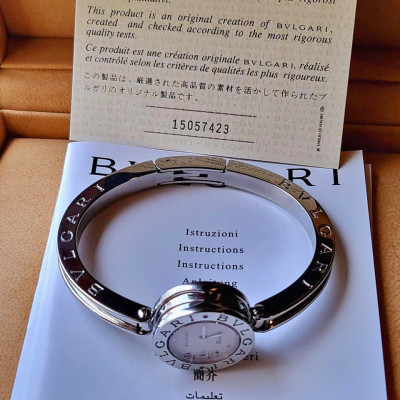 This product is an original creation of BVLGARI,
created and checked according to the most rigorous
quality tests.
Ce produit est une création originale BVLGARI, réalisé
et contrôlé selon les critères de qualités les plus rigoureux.
この製品は、厳選された高品質の素材を活かして作られたブ
ルガリのオリジナル製品です。
15057423
BVLGARI
BVLGARI
BVLGARI
Istruzioni
Instructions
Instructions
Anleitung
BVLGARI • BVLGARI
簡介
تعليمات